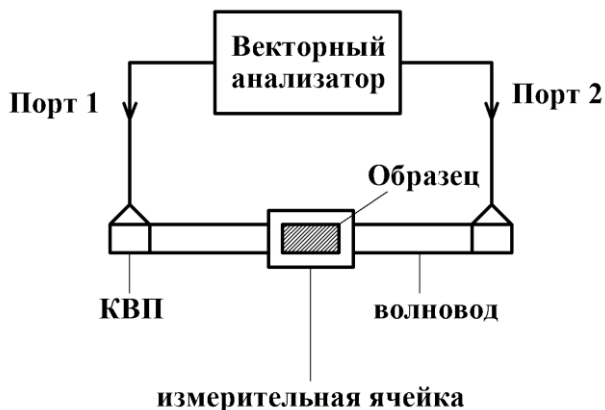 Векторный
анализатор
Порт 1
Порт 2
Образец
КВП
волновод
измерительная ячейка